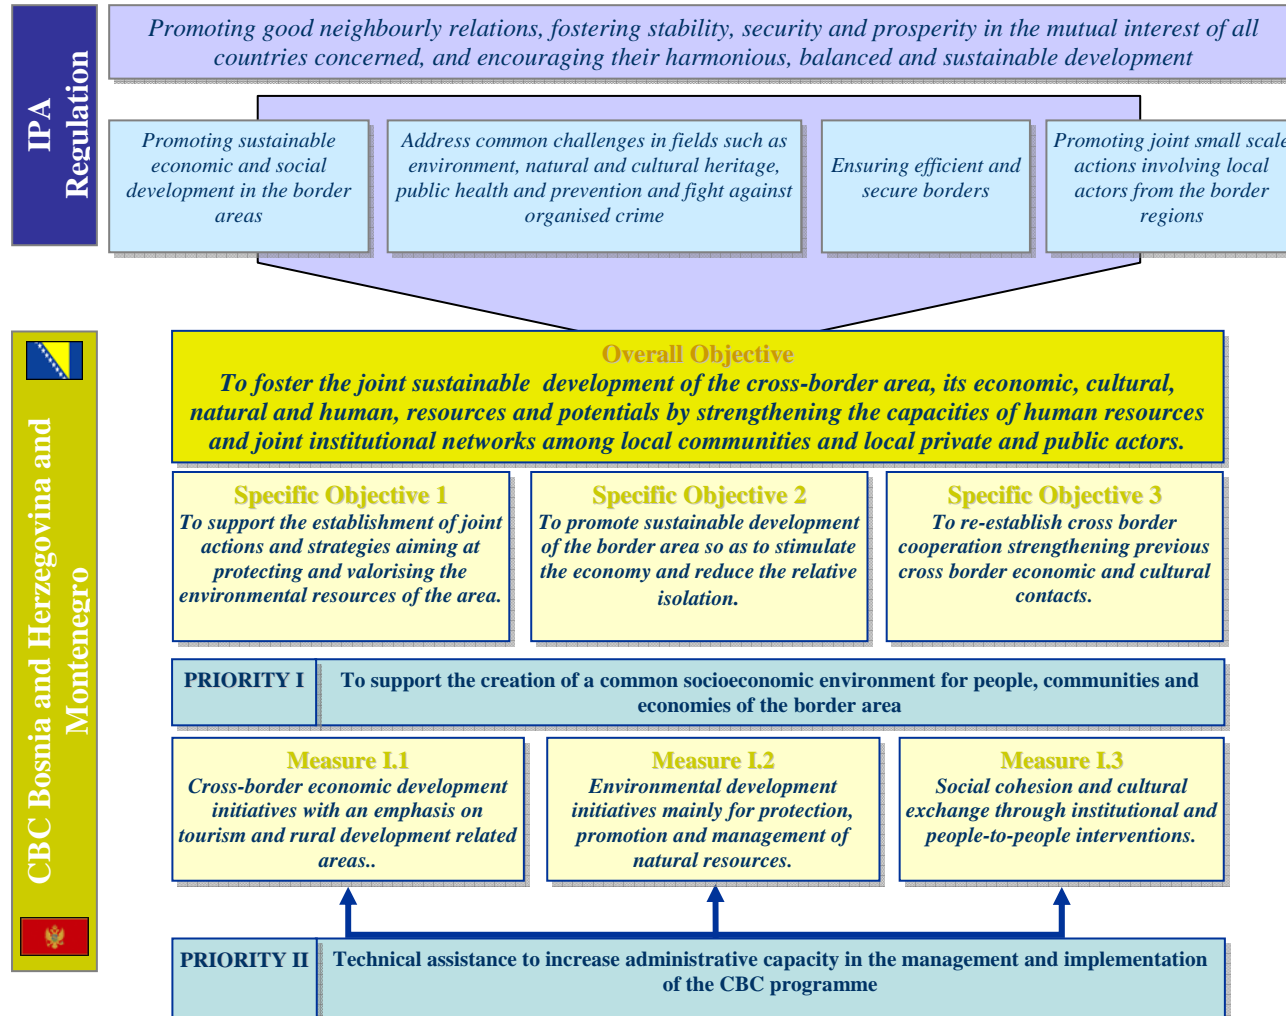 IPA
Regulation
Promoting good neighbourly relations, fostering stability, security and prosperity in the mutual interest of all
countries concerned, and encouraging their harmonious, balanced and sustainable development
Promoting sustainable
economic and social
development in the border
areas
Address common challenges in fields such as
environment, natural and cultural heritage,
public health and prevention and fight against
organised crime
Ensuring efficient and
secure borders
Promoting joint small scale
actions involving local
actors from the border
regions
CBC Bosnia and Herzegovina and
Montenegro
Overall Objective
To foster the joint sustainable development of the cross-border area, its economic, cultural,
natural and human, resources and potentials by strengthening the capacities of human resources
and joint institutional networks among local communities and local private and public actors.
Specific Objective 1
To support the establishment of joint
actions and strategies aiming at
protecting and valorising the
environmental resources of the area.
Specific Objective 2
To promote sustainable development
of the border area so as to stimulate
the economy and reduce the relative
isolation.
Specific Objective 3
To re-establish cross border
cooperation strengthening previous
cross border economic and cultural
contacts.
PRIORITY I
To support the creation of a common socioeconomic environment for people, communities and
economies of the border area
Measure I.1
Cross-border economic development
initiatives with an emphasis on
tourism and rural development related
areas..
Measure I.2
Environmental development
initiatives mainly for protection,
promotion and management of
natural resources.
Measure I.3
Social cohesion and cultural
exchange through institutional and
people-to-people interventions.
PRIORITY II
Technical assistance to increase administrative capacity in the management and implementation
of the CBC programme